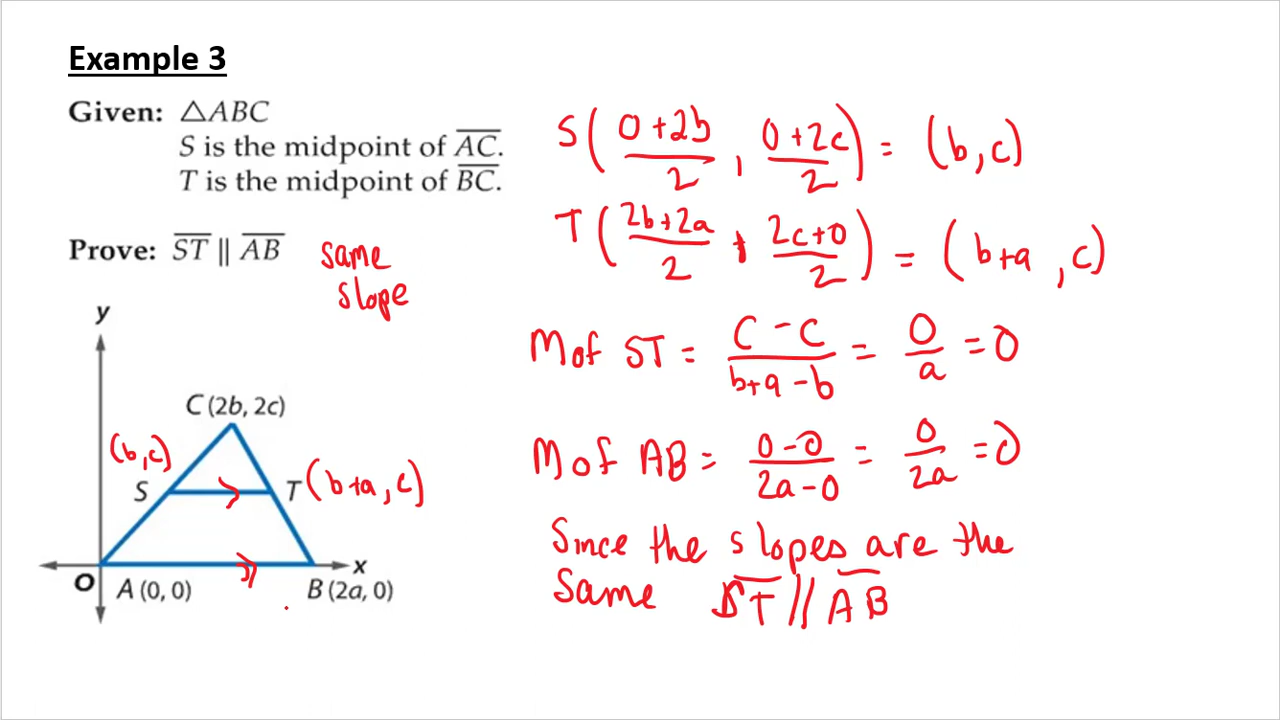 Example 3
Given: △ABC
S is the midpoint of AC.
T is the midpoint of BC.
Prove: ST ∥ AB
same
slope
S( 0+2b/2 , 0+2c/2 ) = (b,c)
T( 2b+2a/2 , 2c+0/2 ) = (b+a, c)
M of ST = c-c/b+a-b = 0/a = 0
M of AB = 0-0/2a-0 = 0/2a = 0
Since the slopes are the
Same ST // AB
y
C (2b, 2c)
(b,c)
S
T (b+a, c)
x
O
A (0, 0)
B (2a, 0)